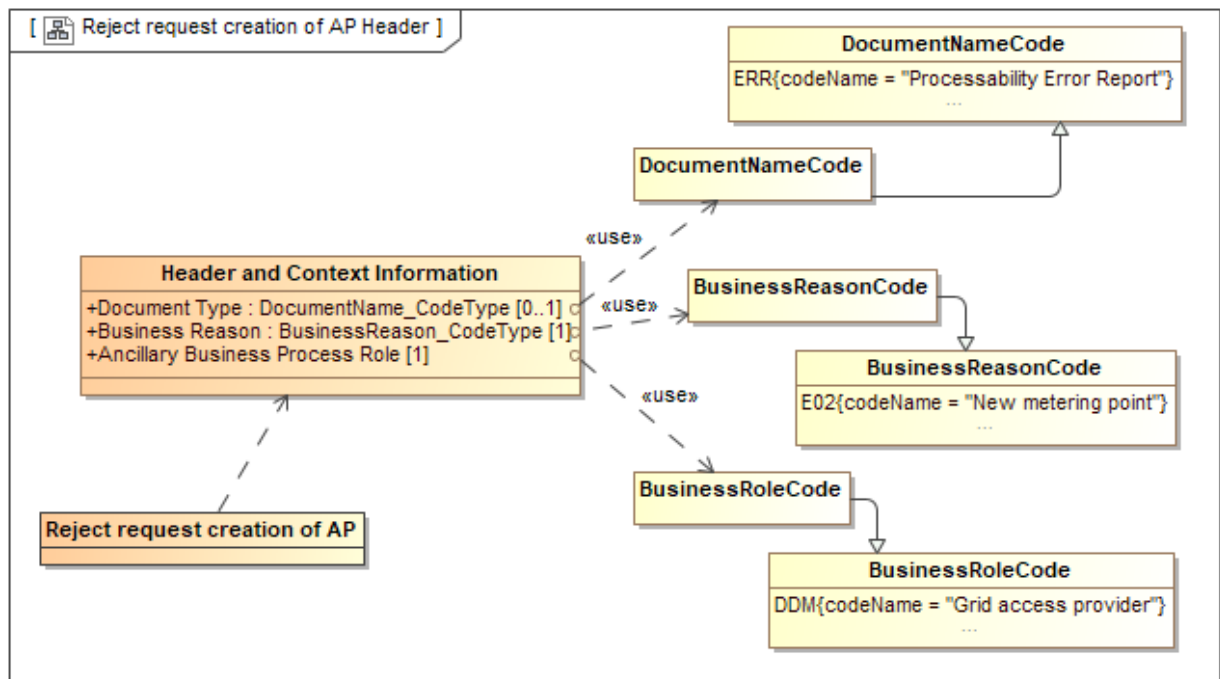 [ Reject request creation of AP Header ]
DocumentNameCode
ERR{codeName = "Processability Error Report"}
...
DocumentNameCode
«use»
Header and Context Information
+Document Type : DocumentName_CodeType [0..1]
+Business Reason : BusinessReason_CodeType [1]
+Ancillary Business Process Role [1]
«use»
BusinessReasonCode
BusinessReasonCode
E02{codeName = "New metering point"}
...
«use»
BusinessRoleCode
Reject request creation of AP
BusinessRoleCode
DDM{codeName = "Grid access provider"}
...